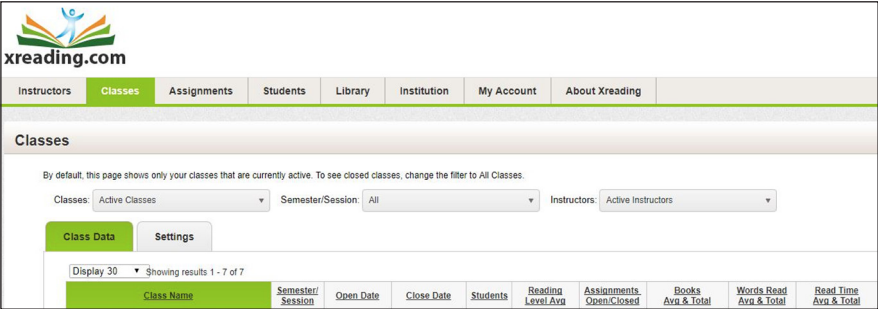 xreading.com
Instructors Classes Assignments Students Library Institution My Account About Xreading
Classes
By default, this page shows only your classes that are currently active. To see closed classes, change the filter to All Classes.
Classes: Active Classes Semester/Session: All Instructors: Active Instructors
Class Data Settings
Display 30 Showing results 1 - 7 of 7
Class Name Semester/ Session Open Date Close Date Students Reading Level Avg Assignments Open/Closed Books Avg & Total Words Read Avg & Total Read Time Avg & Total